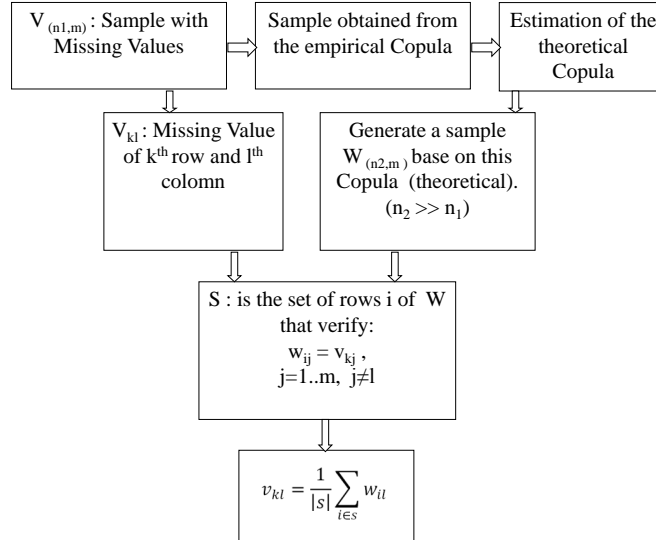 V(n1,m) : Sample with
Missing Values
Sample obtained from
the empirical Copula
Estimation of the
theoretical
Copula
Vkl : Missing Value
of kth row and lth
colomn
Generate a sample
W(n2,m) base on this
Copula (theoretical).
(n2 >> n1)
S : is the set of rows i of W
that verify:
wij = vkj ,
j=1..m, j≠l
vkl = 1/|s| ∑i∈s wil